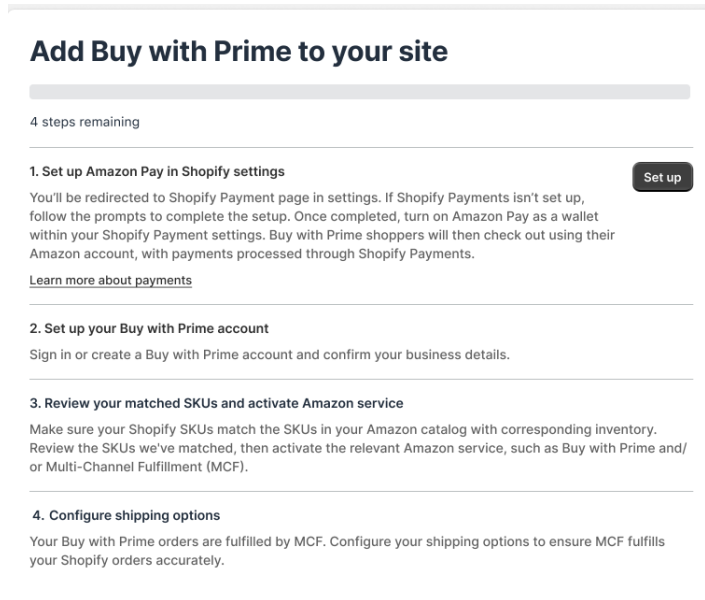 Add Buy with Prime to your site
4 steps remaining
1. Set up Amazon Pay in Shopify settings
Set up
You'll be redirected to Shopify Payment page in settings. If Shopify Payments isn't set up,
follow the prompts to complete the setup. Once completed, turn on Amazon Pay as a wallet
within your Shopify Payment settings. Buy with Prime shoppers will then check out using their
Amazon account, with payments processed through Shopify Payments.
Learn more about payments
2. Set up your Buy with Prime account
Sign in or create a Buy with Prime account and confirm your business details.
3. Review your matched SKUs and activate Amazon service
Make sure your Shopify SKUs match the SKUs in your Amazon catalog with corresponding inventory.
Review the SKUs we've matched, then activate the relevant Amazon service, such as Buy with Prime and/
or Multi-Channel Fulfillment (MCF).
4. Configure shipping options
Your Buy with Prime orders are fulfilled by MCF. Configure your shipping options to ensure MCF fulfills
your Shopify orders accurately.